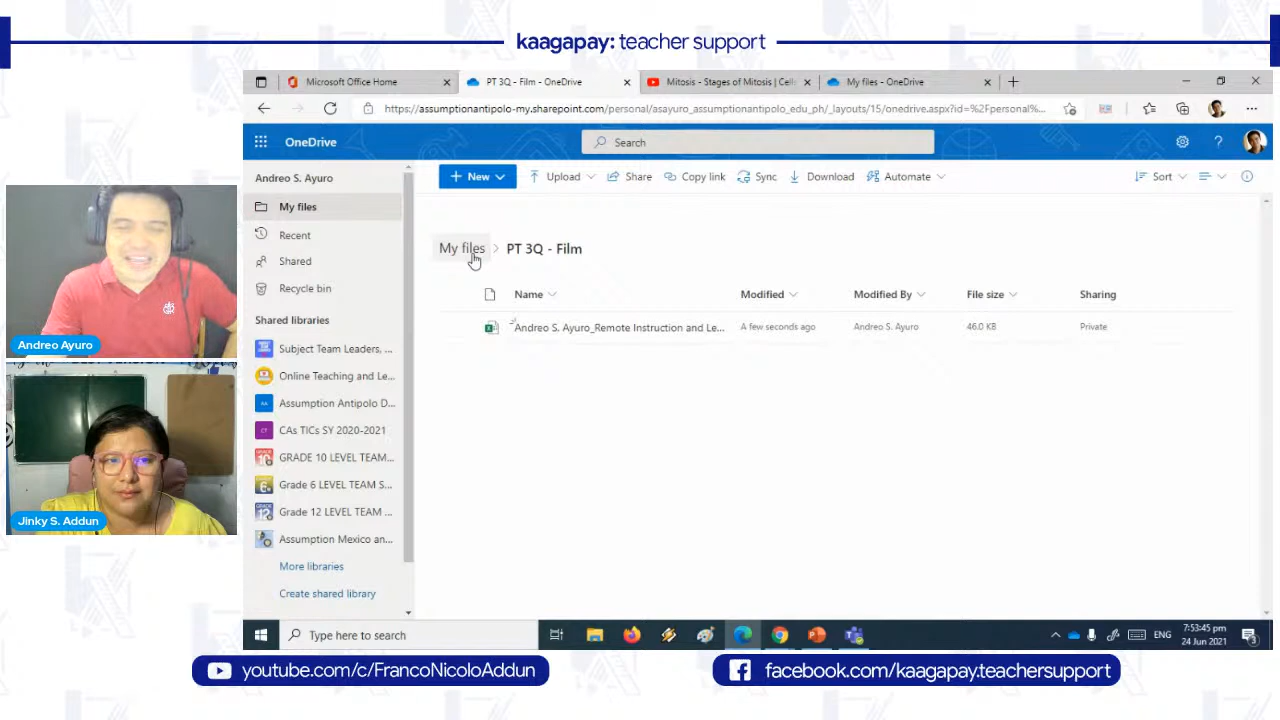 kaagapay: teacher support
Microsoft Office Home
PT 3Q - Film - OneDrive
Mitosis - Stages of Mitosis | Cell
My files - OneDrive
https://assumptionantipolo-my.sharepoint.com/personal/asayuro_assumptionantipolo_edu_ph/_layouts/15/onedrive.aspx?id=%2Fpersonal%...
OneDrive
Search
Andreo S. Ayuro
New
Upload
Share
Copy link
Sync
Download
Automate
Sort
My files
Recent
Shared
Recycle bin
Shared libraries
Subject Team Leaders, ...
Online Teaching and Le...
Assumption Antipolo D...
CAs TICs SY 2020-2021
GRADE 10 LEVEL TEAM...
Grade 6 LEVEL TEAM S...
Grade 12 LEVEL TEAM ...
Assumption Mexico an...
More libraries
Create shared library
My files > PT 3Q - Film
Name Modified Modified By File size Sharing
Andreo S. Ayuro_Remote Instruction and Le... A few seconds ago Andreo S. Ayuro 46.0 KB Private
Andreo Ayuro
Jinky S. Addun
Type here to search
ENG
7:53:45 pm
24 Jun 2021
youtube.com/c/FrancoNicoloAddun
facebook.com/kaagapay.teachersupport